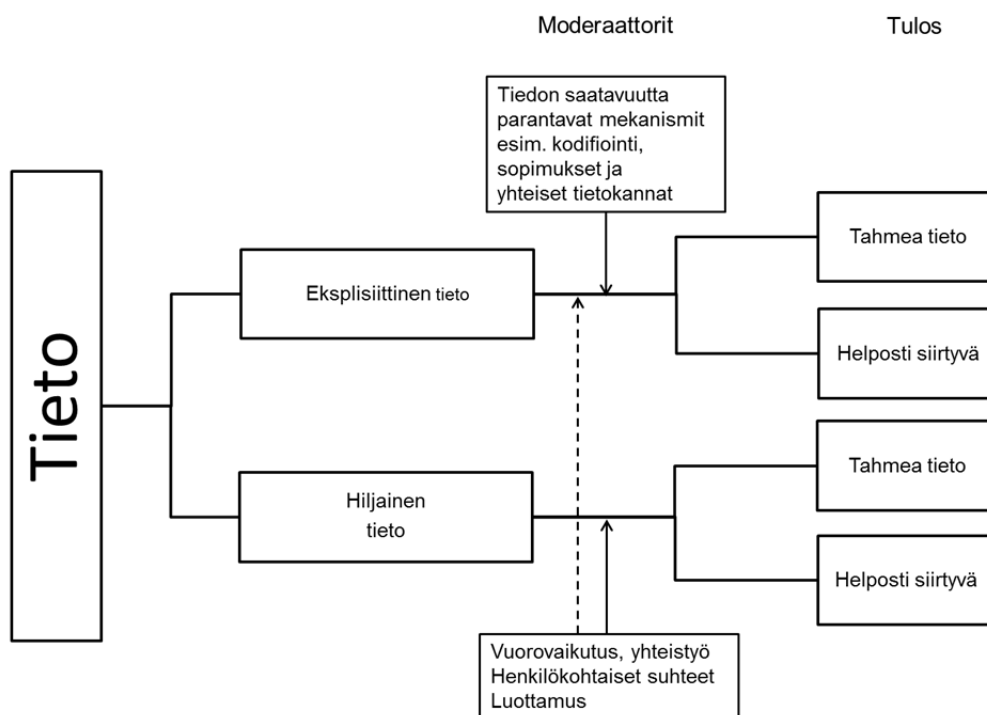 Moderaattorit
Tulos
Tiedon saatavuutta
parantavat mekanismit
esim. kodifiointi,
sopimukset ja
yhteiset tietokannat
Tieto
Eksplisiittinen tieto
Tahmea tieto
Helposti siirtyvä
Hiljainen
tieto
Tahmea tieto
Helposti siirtyvä
Vuorovaikutus, yhteistyö
Henkilökohtaiset suhteet
Luottamus